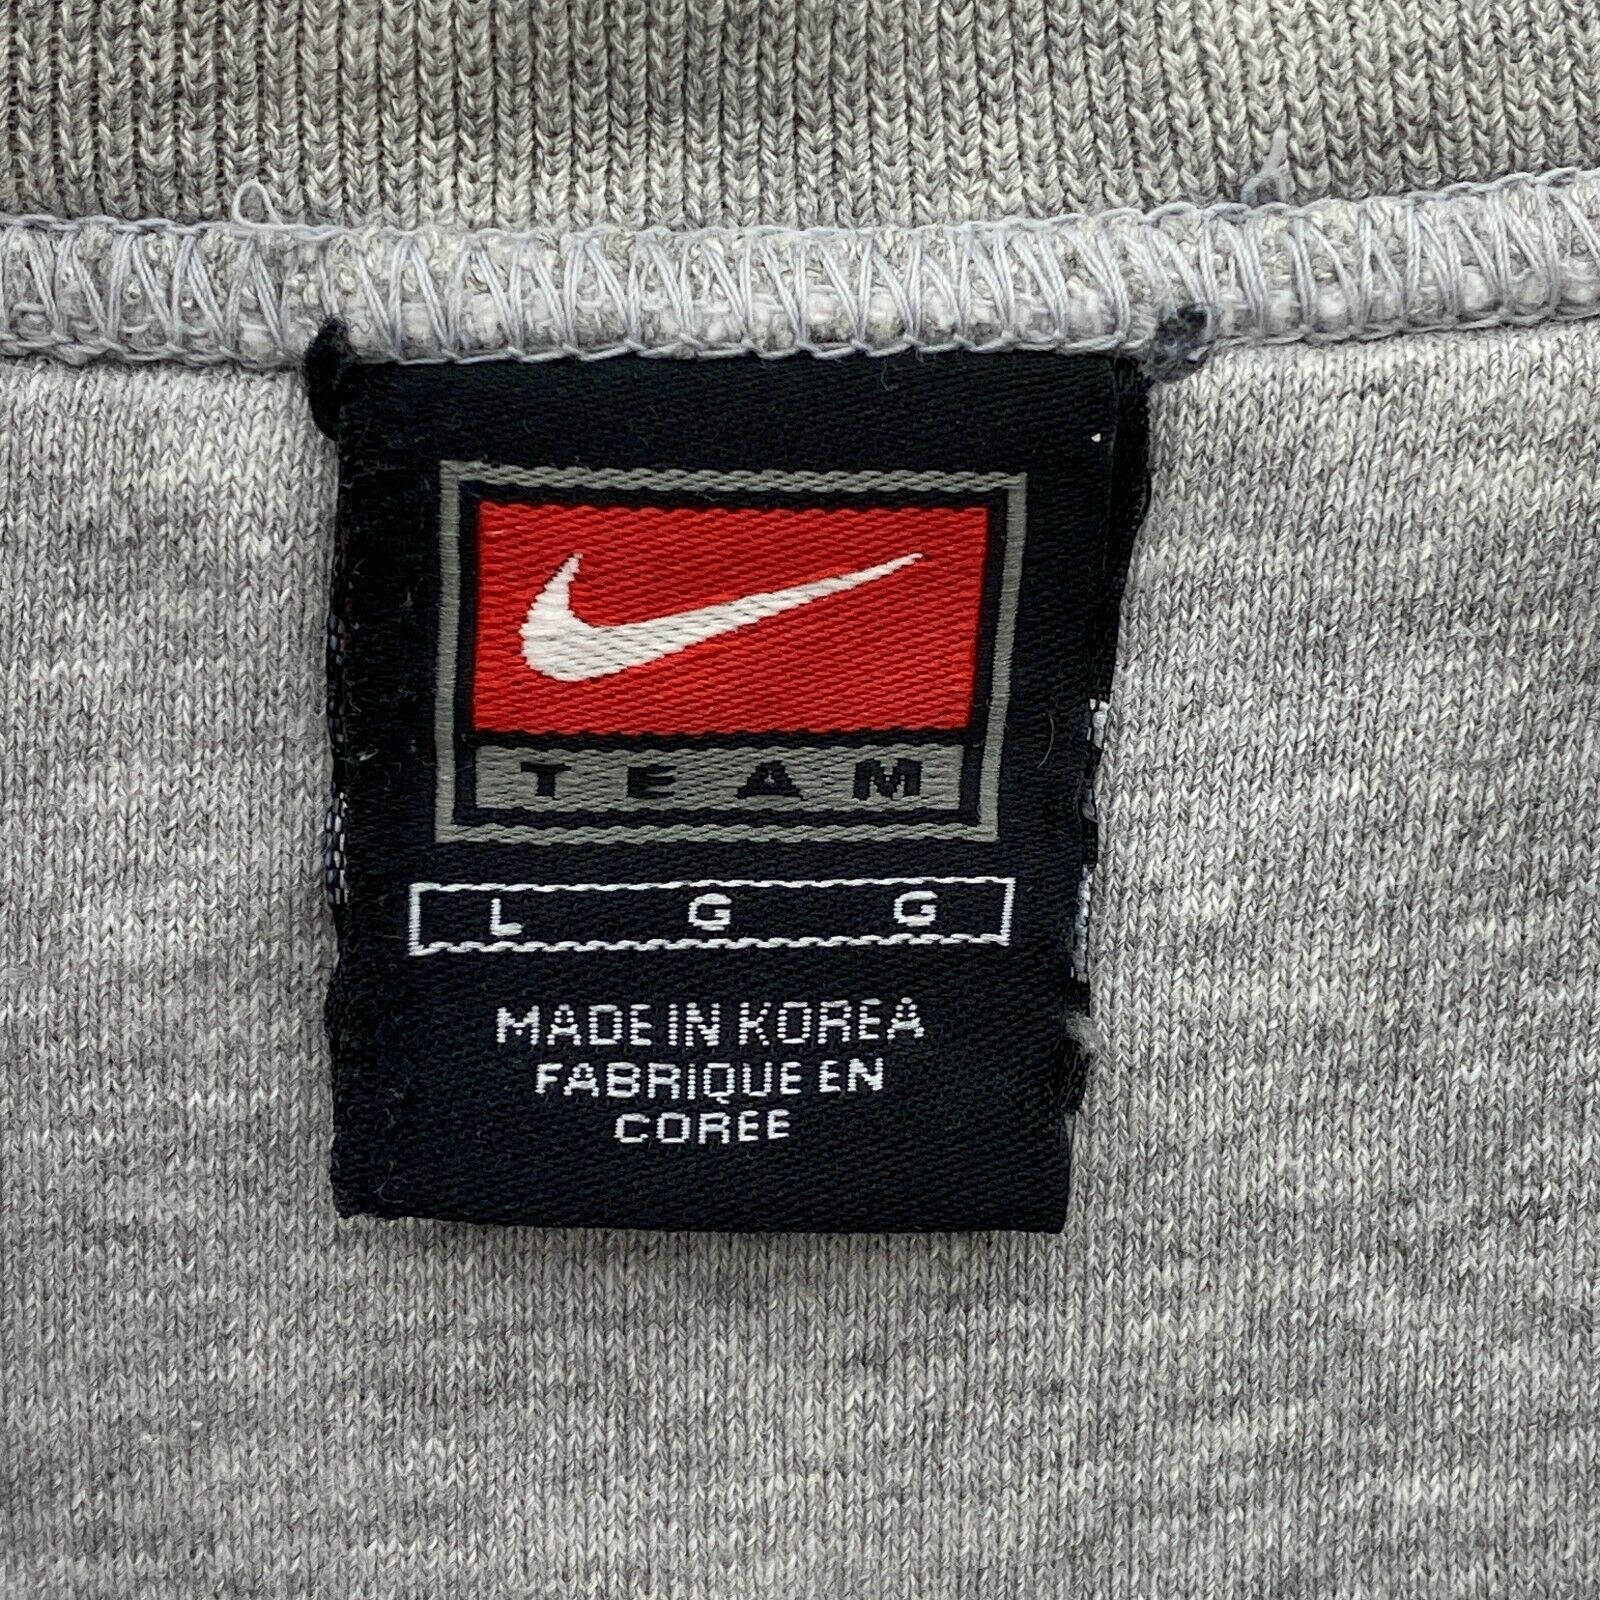 TEAM
L G G
MADE IN KOREA
FABRIQUE EN
COREE